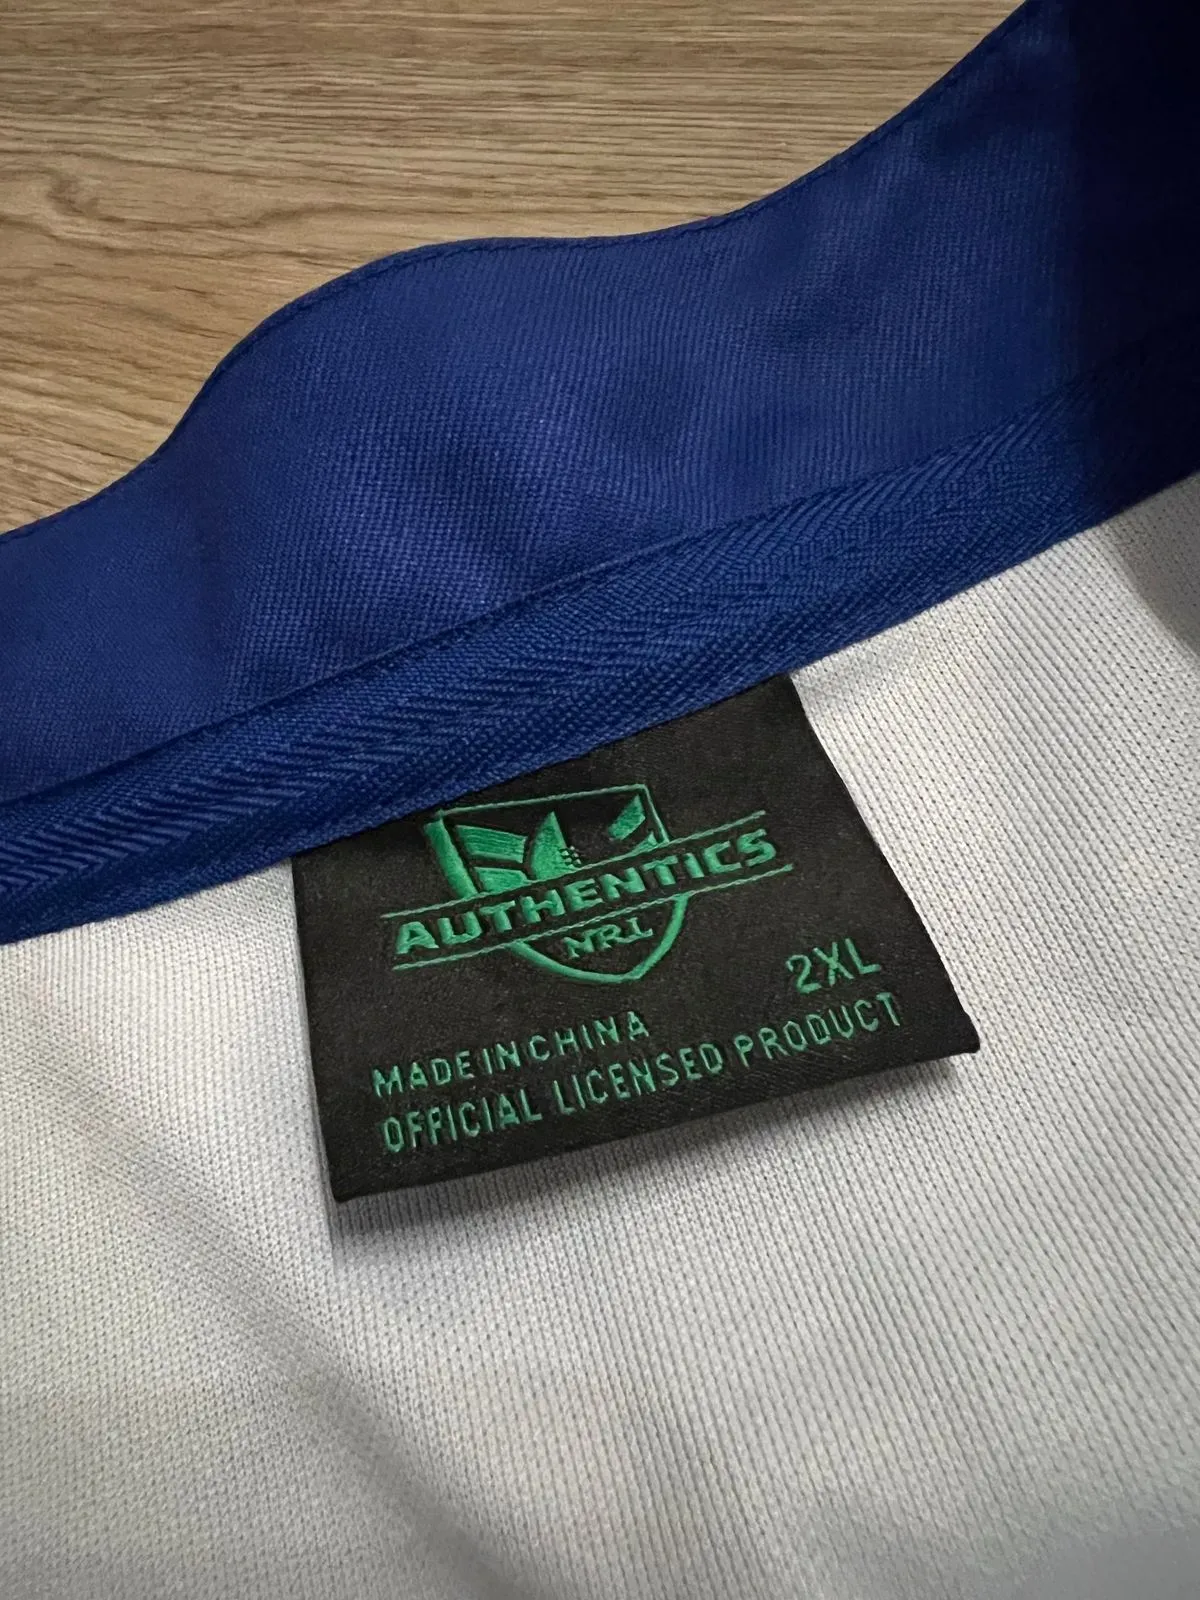 AUTHENTICS
NRL
2XL
MADE IN CHINA
OFFICIAL LICENSED PRODUCT